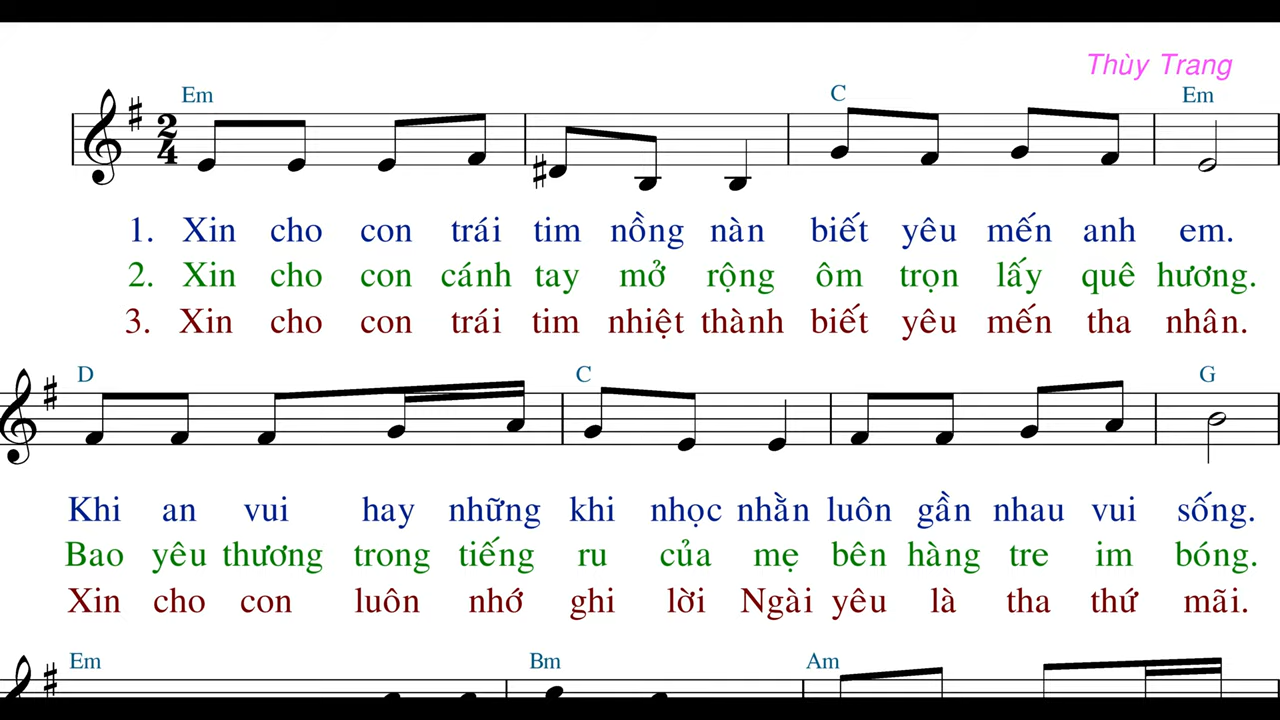 Thùy Trang
Em C Em
1. Xin cho con trái tim nồng nàn biết yêu mến anh em.
2. Xin cho con cánh tay mở rộng ôm trọn lấy quê hương.
3. Xin cho con trái tim nhiệt thành biết yêu mến tha nhân.
D C G
Khi an vui hay những khi nhọc nhằn luôn gần nhau vui sống.
Bao yêu thương trong tiếng ru của mẹ bên hàng tre im bóng.
Xin cho con luôn nhớ ghi lời Ngài yêu là tha thứ mãi.
Em Bm Am